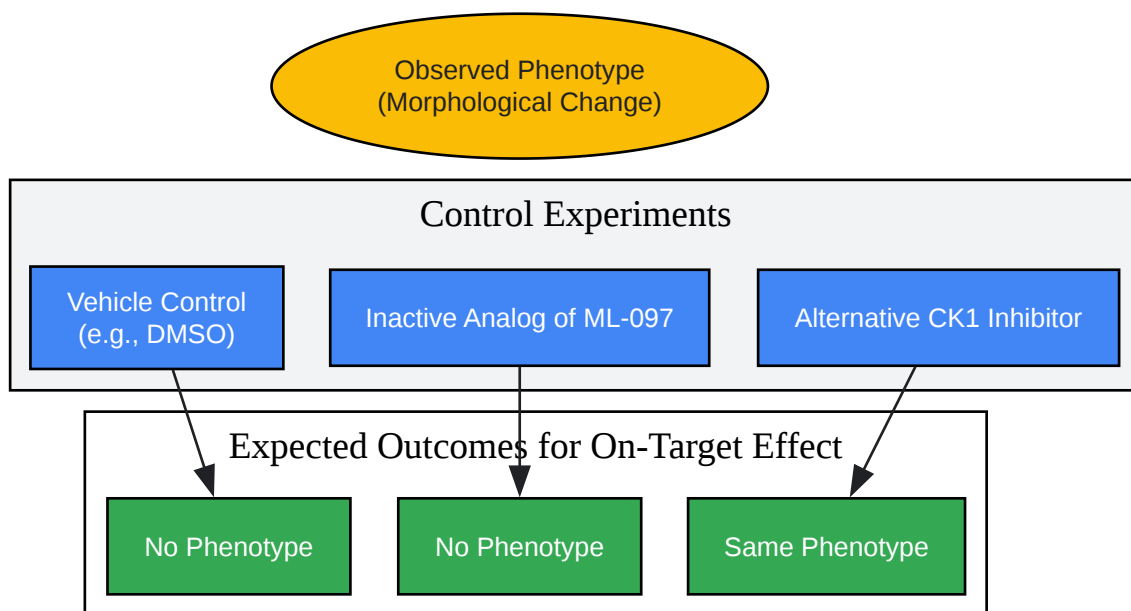 Observed Phenotype
(Morphological Change)
Control Experiments
Vehicle Control
(e.g., DMSO)
Inactive Analog of ML-097
Alternative CK1 Inhibitor
Expected Outcomes for On-Target Effect
No Phenotype
No Phenotype
Same Phenotype